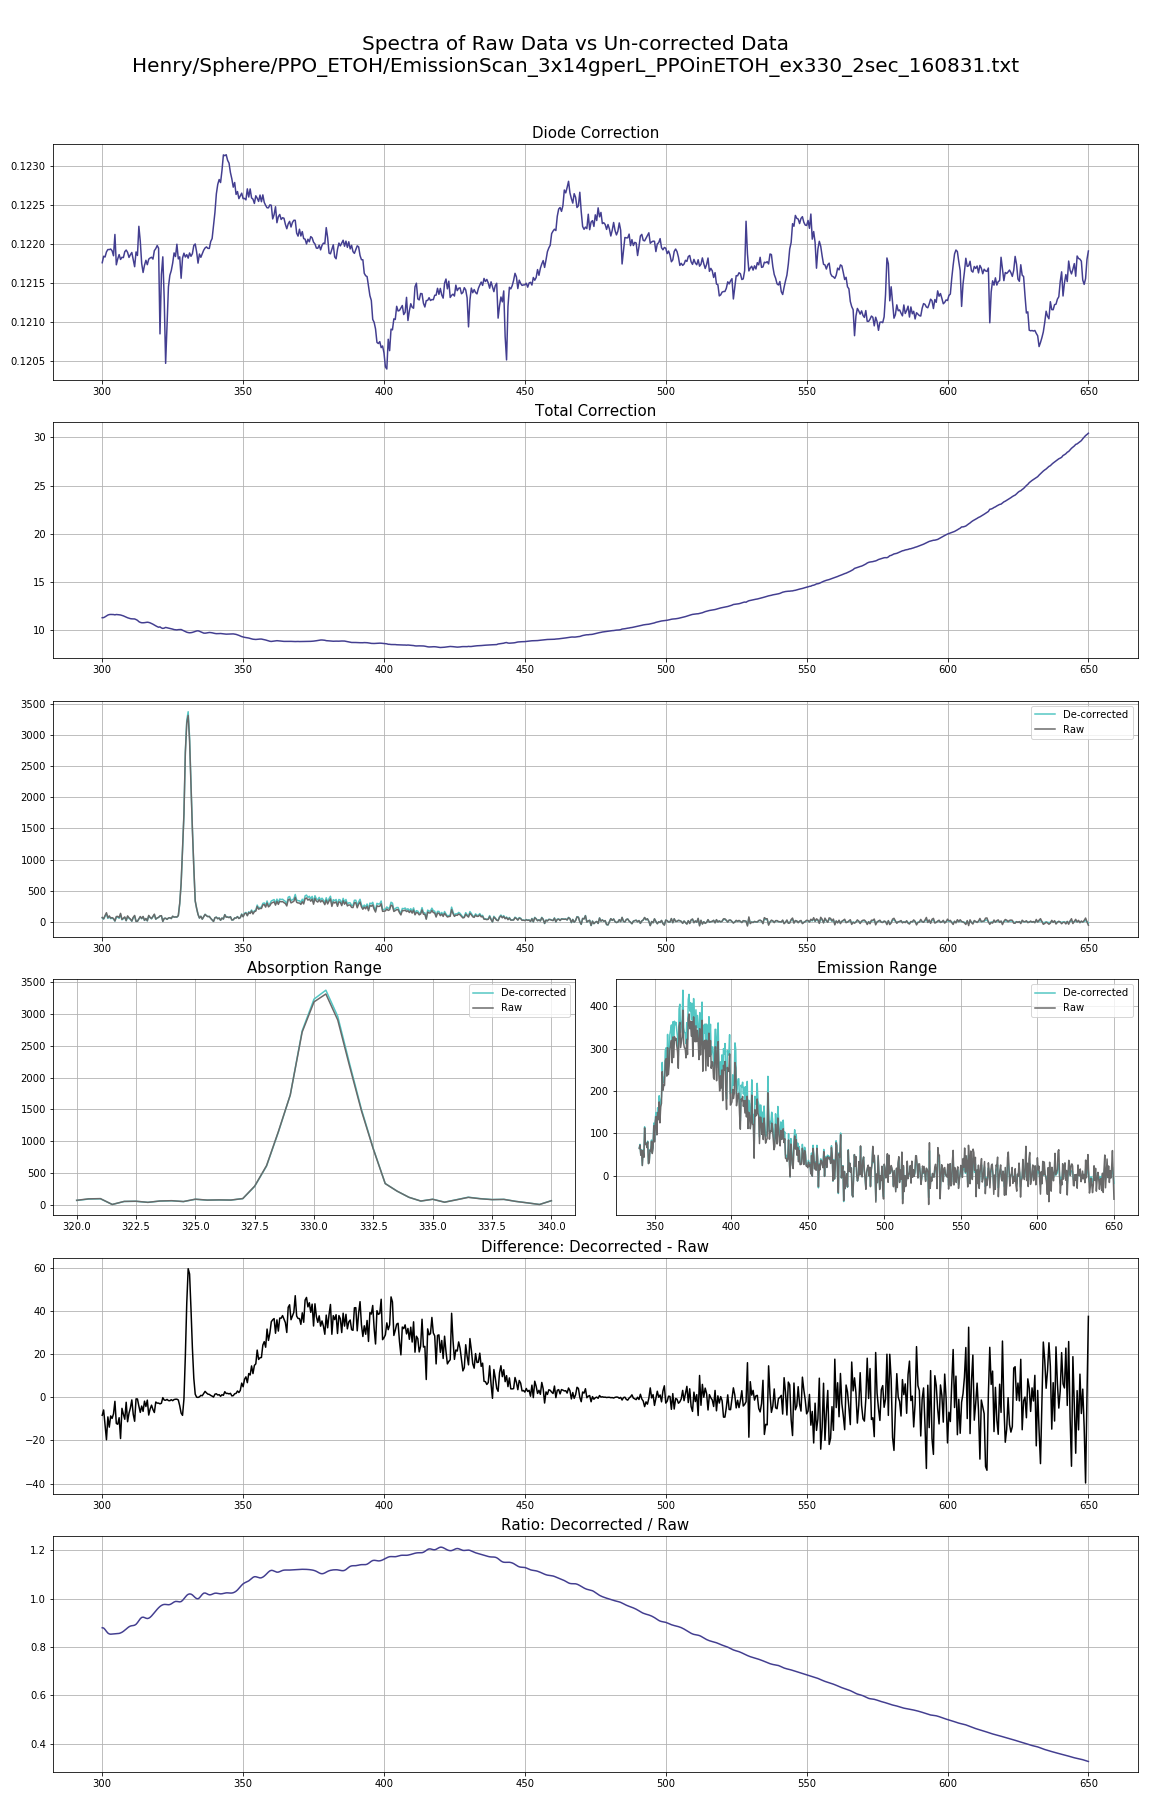 Spectra of Raw Data vs Un-corrected Data
Henry/Sphere/PPO_ETOH/EmissionScan_3x14gperL_PPOinETOH_ex330_2sec_160831.txt
Diode Correction
0.1230
0.1225
0.1220
0.1215
0.1210
0.1205
300 350 400 450 500 550 600 650
Total Correction
30
25
20
15
10
300 350 400 450 500 550 600 650
3500
3000
2500
2000
1500
1000
500
0
De-corrected
Raw
300 350 400 450 500 550 600 650
Absorption Range
3500
3000
2500
2000
1500
1000
500
0
De-corrected
Raw
320.0 322.5 325.0 327.5 330.0 332.5 335.0 337.5 340.0
Emission Range
400
300
200
100
0
De-corrected
Raw
350 400 450 500 550 600 650
Difference: Decorrected - Raw
60
40
20
0
−20
−40
300 350 400 450 500 550 600 650
Ratio: Decorrected / Raw
1.2
1.0
0.8
0.6
0.4
300 350 400 450 500 550 600 650